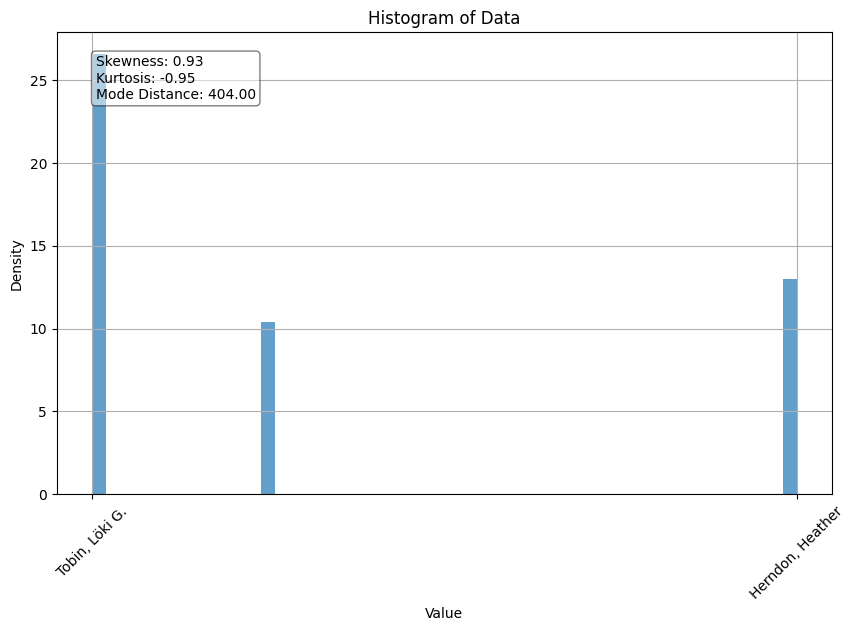 Histogram of Data
Skewness: 0.93
Kurtosis: -0.95
Mode Distance: 404.00
Density
25
20
15
10
5
0
Tobin, Löki G.
Herndon, Heather
Value